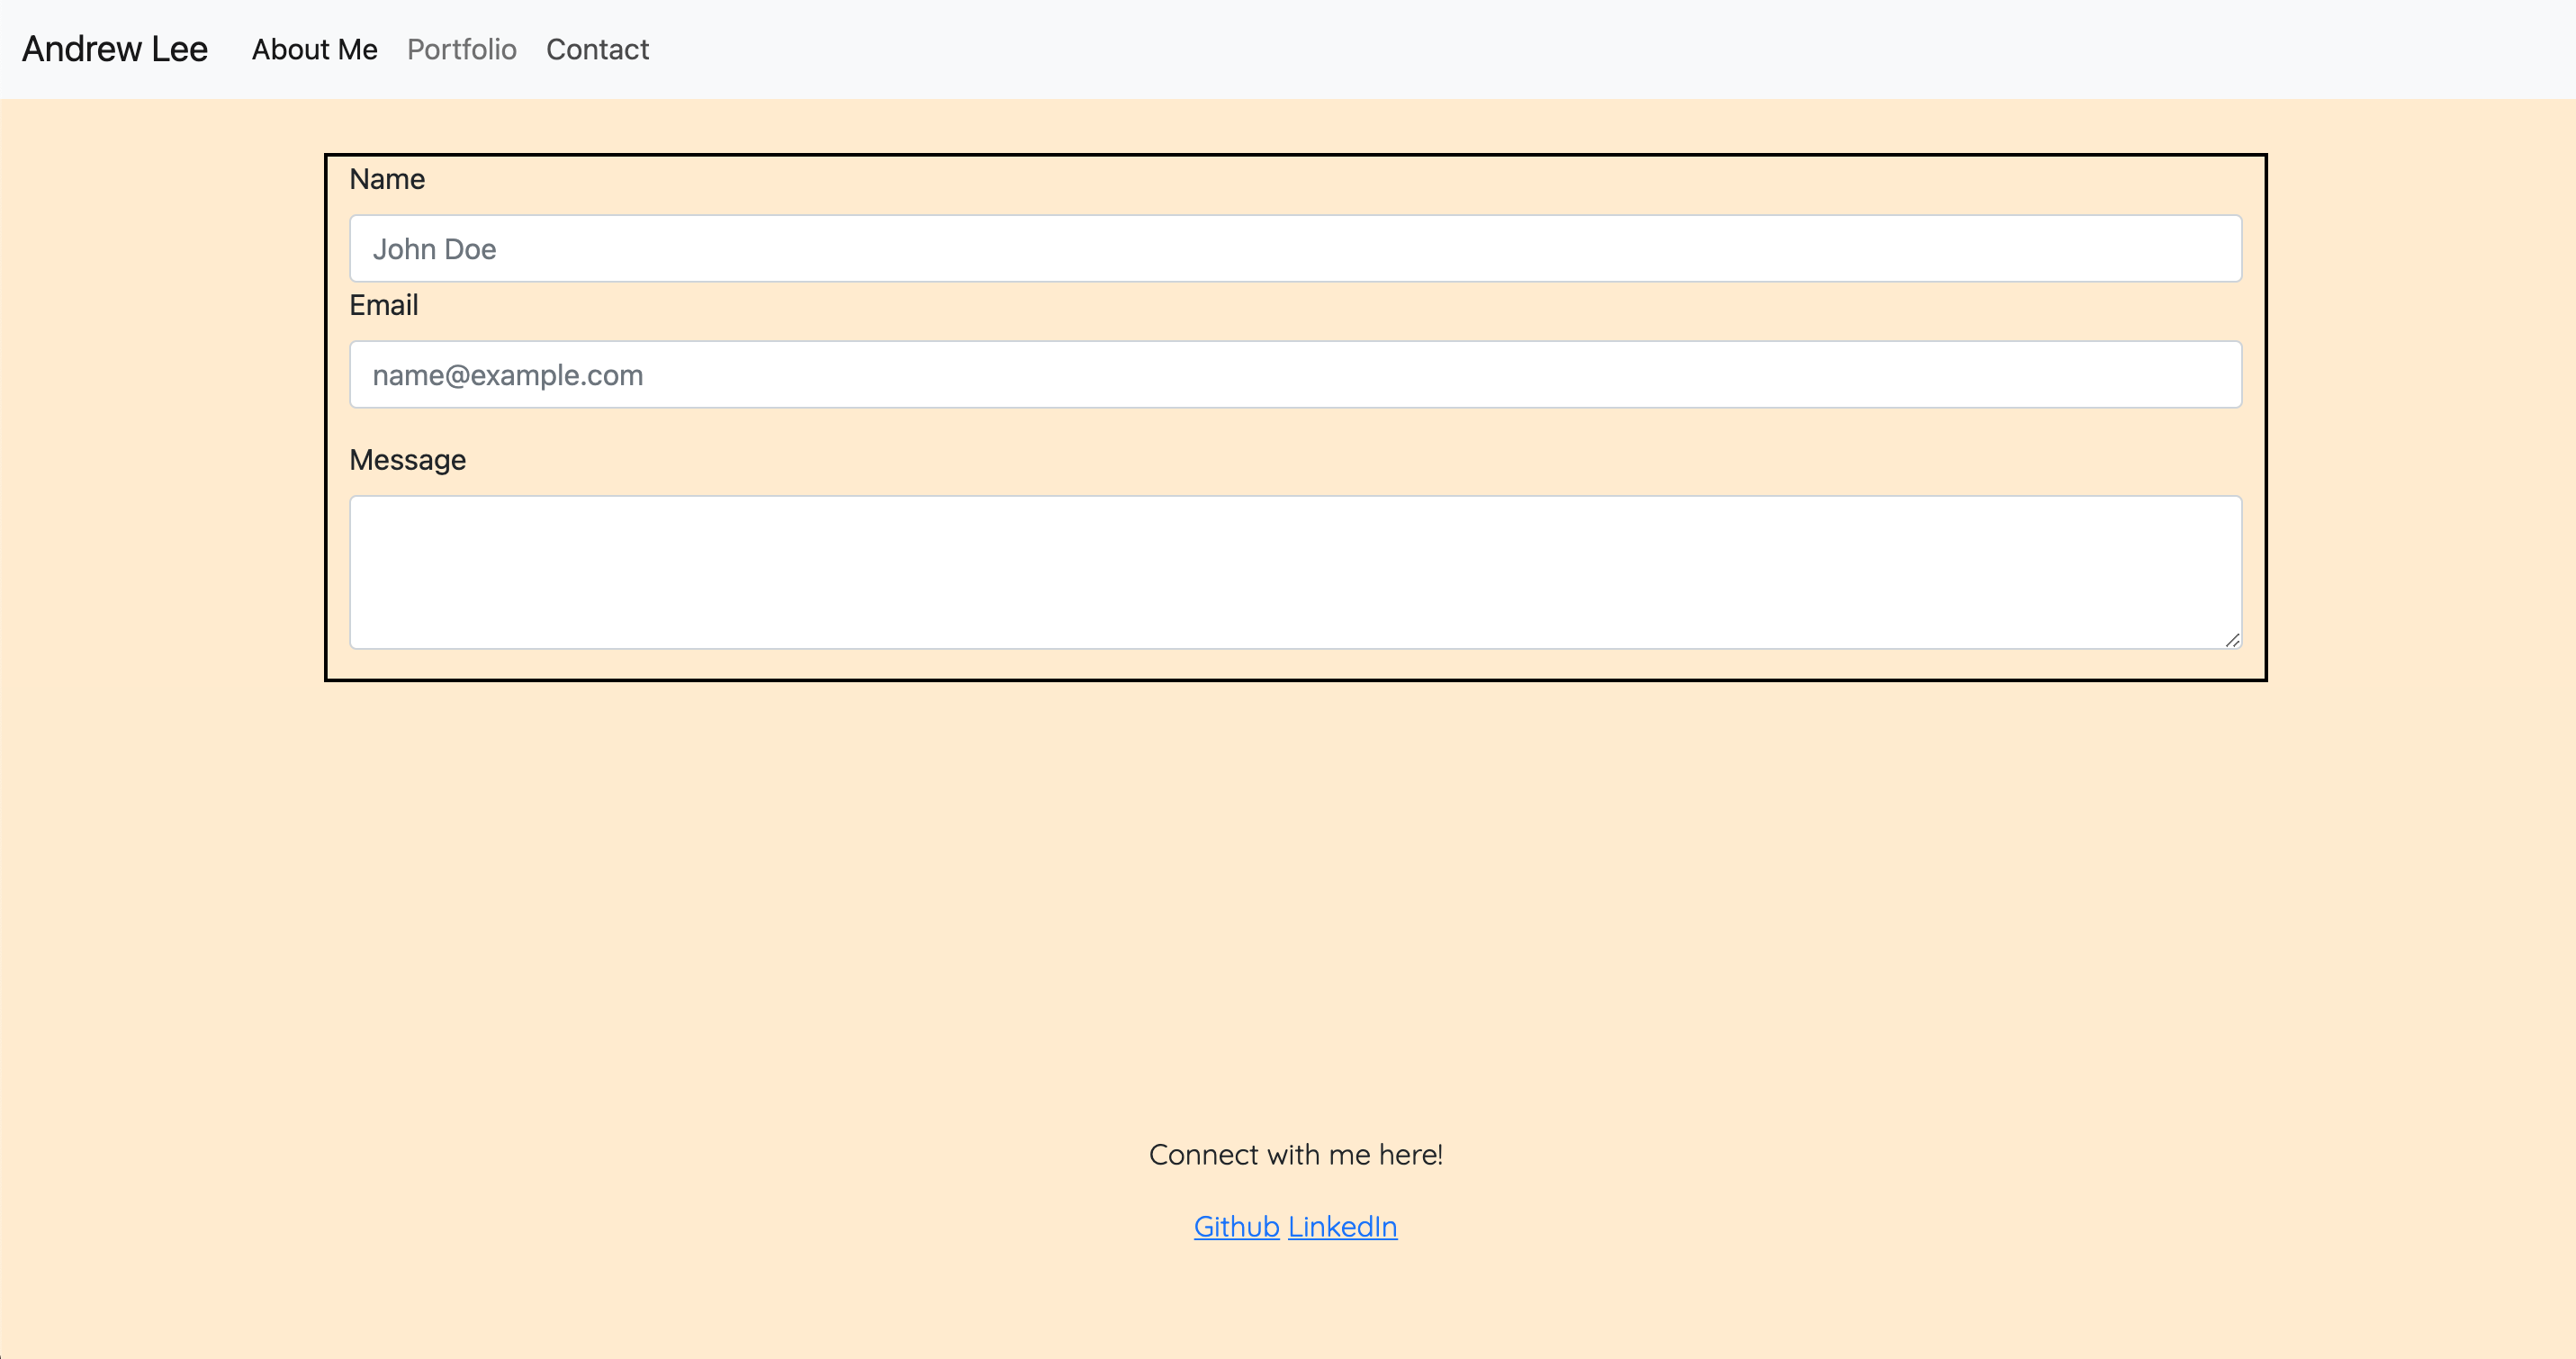 Andrew Lee About Me Portfolio Contact
Name
John Doe
Email
name@example.com
Message
Connect with me here!
Github LinkedIn